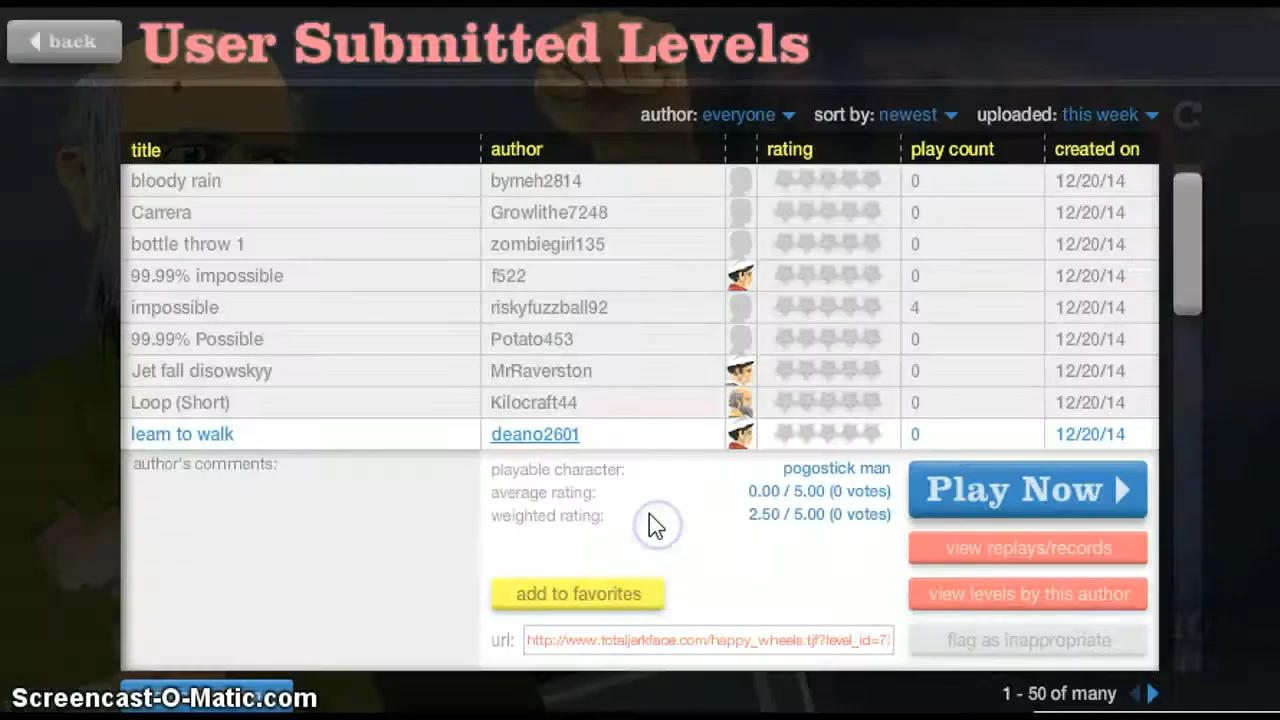 back
User Submitted Levels
author: everyone sort by: newest uploaded: this week
title author rating play count created on
bloody rain bymeh2814 0 12/20/14
Carrera Growlithe7248 0 12/20/14
bottle throw 1 zombiegirl135 0 12/20/14
99.99% impossible f522 0 12/20/14
impossible riskyfuzzball92 4 12/20/14
99.99% Possible Potato453 0 12/20/14
Jet fall disowskyy MrRaverston 0 12/20/14
Loop (Short) Kilocraft44 0 12/20/14
learn to walk deano2601 0 12/20/14
author's comments:
playable character: pogostick man
average rating: 0.00 / 5.00 (0 votes)
weighted rating: 2.50 / 5.00 (0 votes)
Play Now
view replays/records
add to favorites
view levels by this author
url: http://www.totaljerkface.com/happy_wheels.tjf?level_id=7
flag as inappropriate
Screencast-O-Matic.com
1 - 50 of many